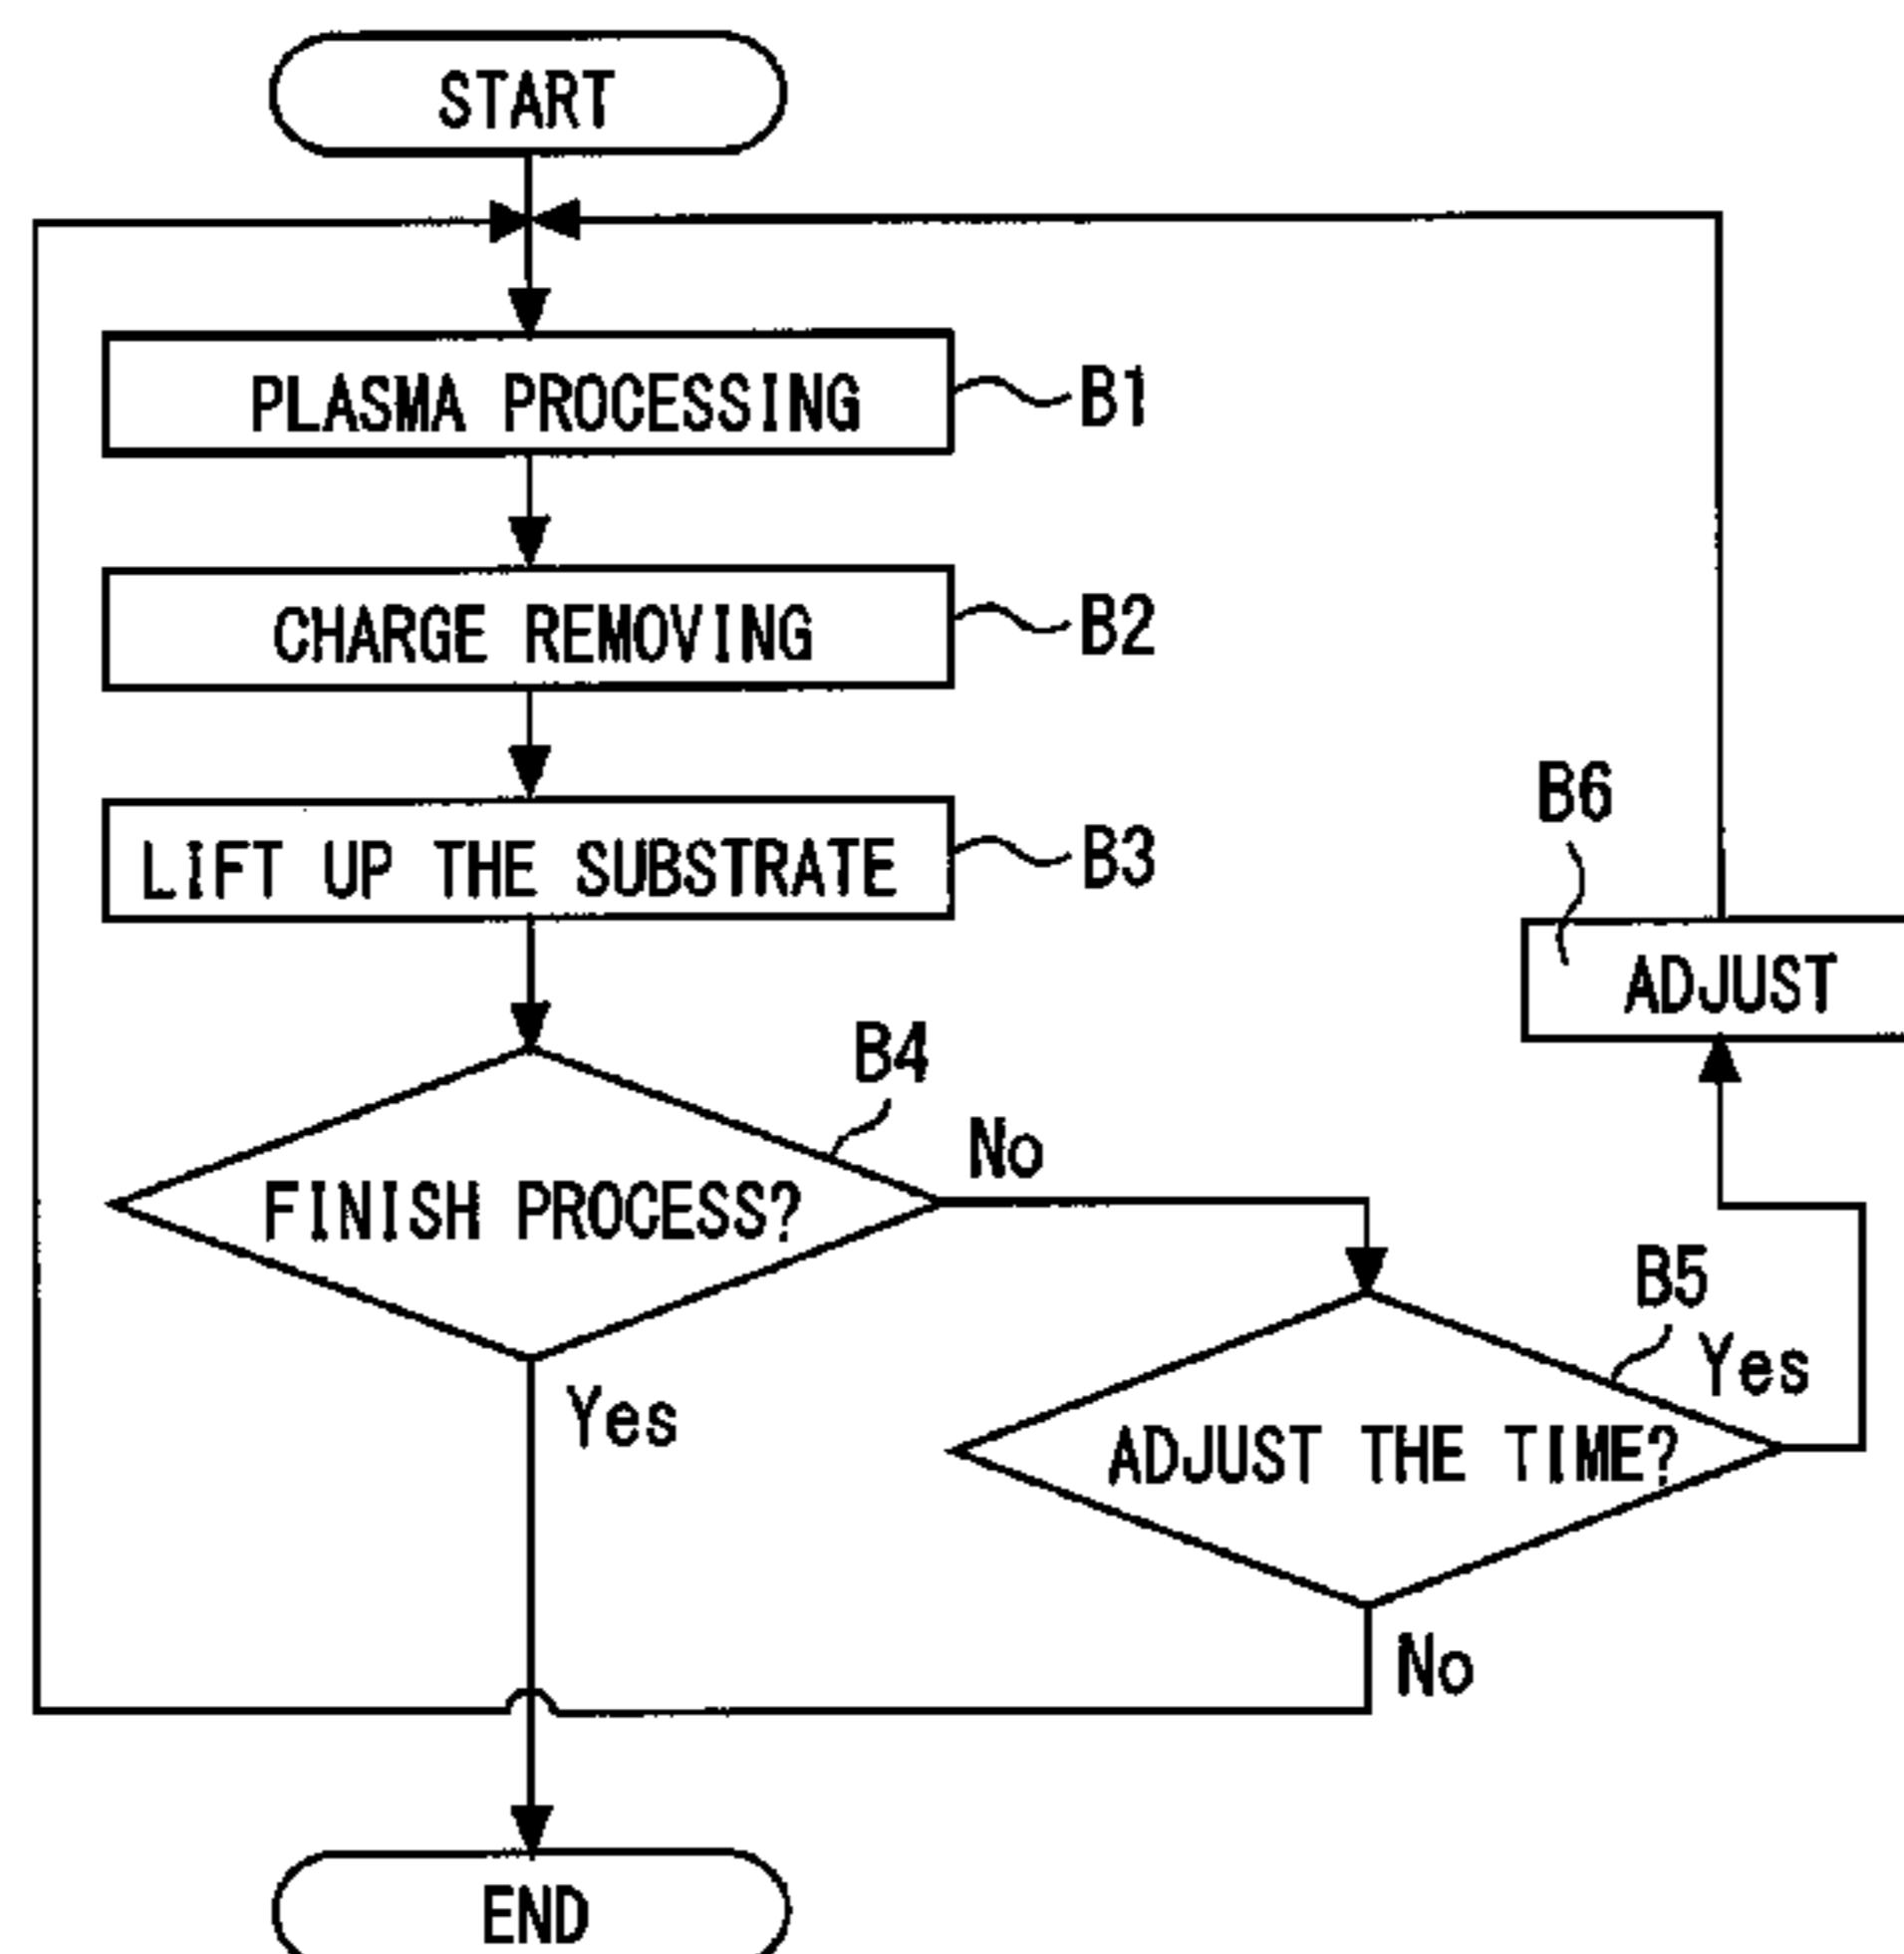 START
PLASMA PROCESSING
B1
CHARGE REMOVING
B2
LIFT UP THE SUBSTRATE
B3
B6
ADJUST
B4
No
FINISH PROCESS?
Yes
B5
Yes
ADJUST THE TIME?
No
END